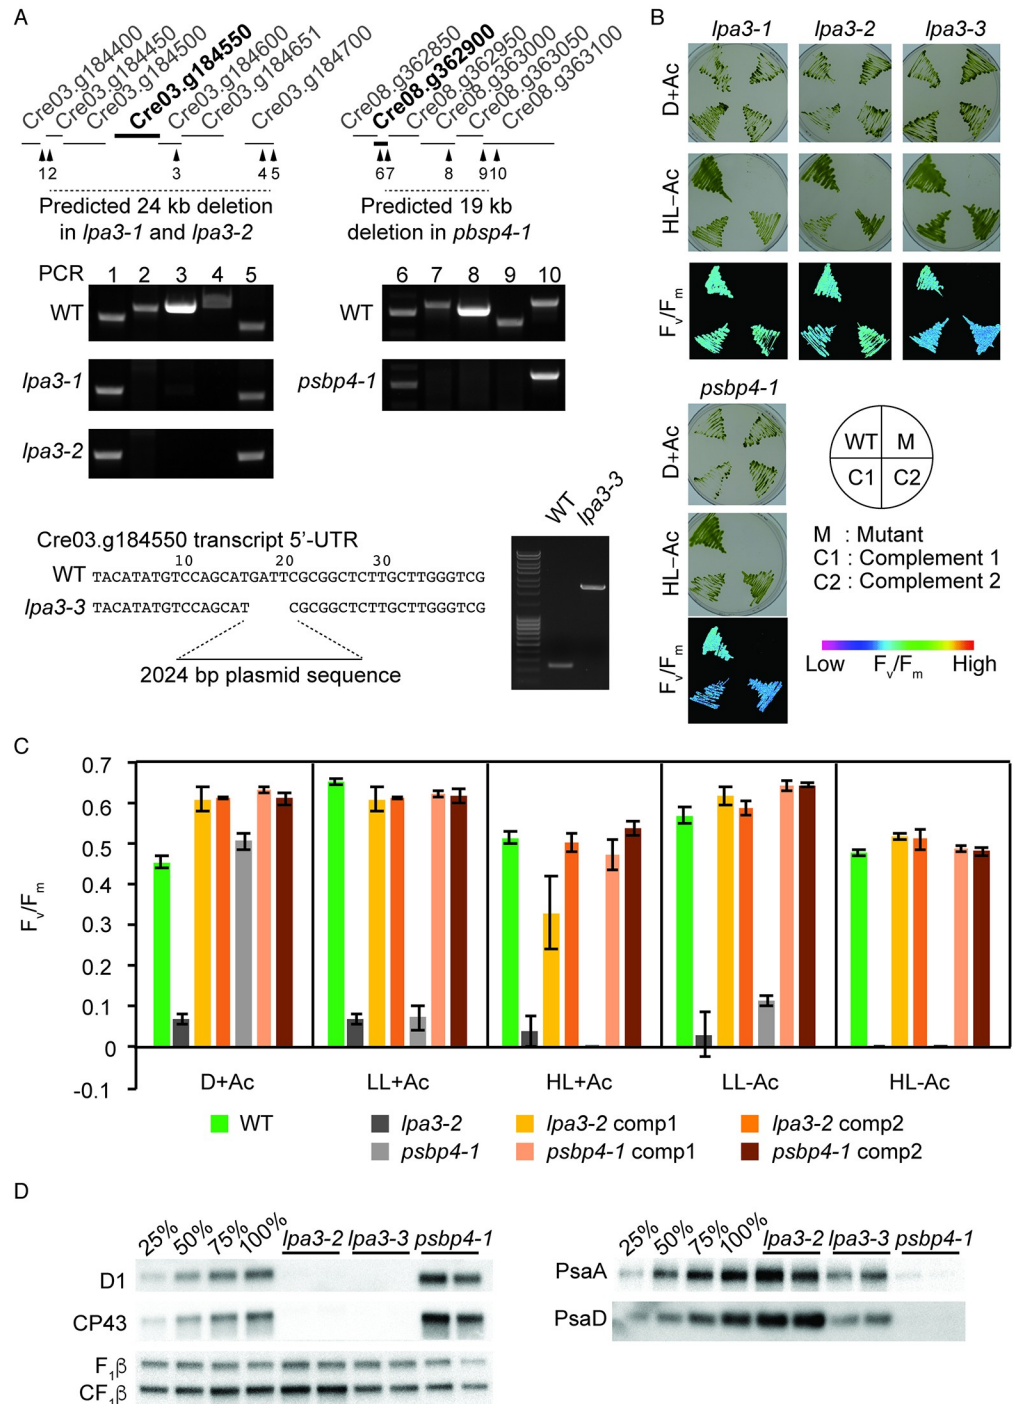 A
Cre03.g184400
Cre03.g184450
Cre03.g184500
Cre03.g184550
Cre03.g184600
Cre03.g184651
Cre03.g184700
Cre08.g362850
Cre08.g362900
Cre08.g362950
Cre08.g363000
Cre08.g363050
Cre08.g363100
12 3 4 5
67 8 9 10
Predicted 24 kb deletion
in lpa3-1 and lpa3-2
Predicted 19 kb
deletion in pbsp4-1
PCR 1 2 3 4 5
6 7 8 9 10
WT
WT
lpa3-1
psbp4-1
lpa3-2
Cre03.g184550 transcript 5'-UTR
10 20 30
WT TACATATGTCCAGCATGATTCGCGGCTCTTGCTTGGGTCG
lpa3-3 TACATATGTCCAGCAT CGCGGCTCTTGCTTGGGTCG
2024 bp plasmid sequence
WT lpa3-3
B
lpa3-1 lpa3-2 lpa3-3
D+Ac
HL–Ac
Fv/Fm
psbp4-1
D+Ac
HL–Ac
Fv/Fm
WT M
C1 C2
M : Mutant
C1 : Complement 1
C2 : Complement 2
Low Fv/Fm High
C
Fv/Fm
0.7
0.6
0.5
0.4
0.3
0.2
0.1
0
-0.1
D+Ac LL+Ac HL+Ac LL-Ac HL-Ac
WT lpa3-2 lpa3-2 comp1 lpa3-2 comp2
psbp4-1 psbp4-1 comp1 psbp4-1 comp2
D
25% 50% 75% 100% lpa3-2 lpa3-3 psbp4-1
D1
CP43
F1β
CF1β
25% 50% 75% 100% lpa3-2 lpa3-3 psbp4-1
PsaA
PsaD